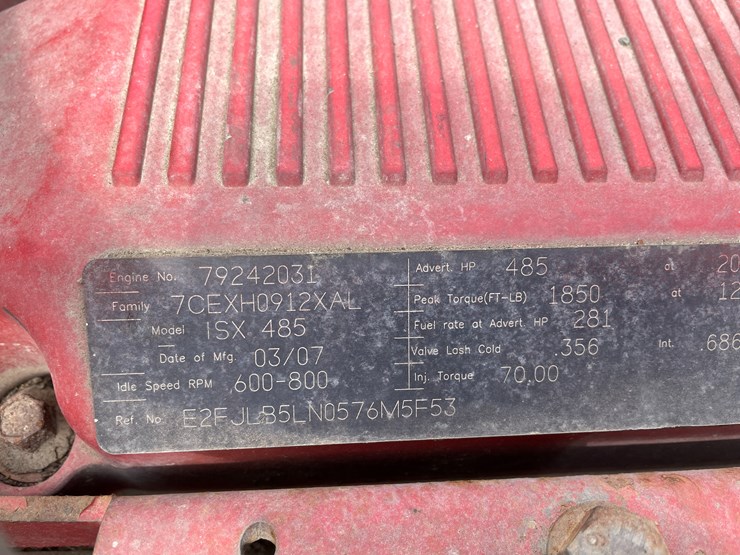 Engine No. 79242031 Advert. HP 485 at 20
Family 7CEXH0912XAL Peak Torque(FT-LB) 1850 at 12
Model ISX 485 Fuel rate at Advert HP 281
Date of Mfg. 03/07 Valve Lash Cold .356 Int. .686
Idle Speed RPM 600-800 Inj. Torque 70.00
Ref. No E2FJLB5LN0576M5F53